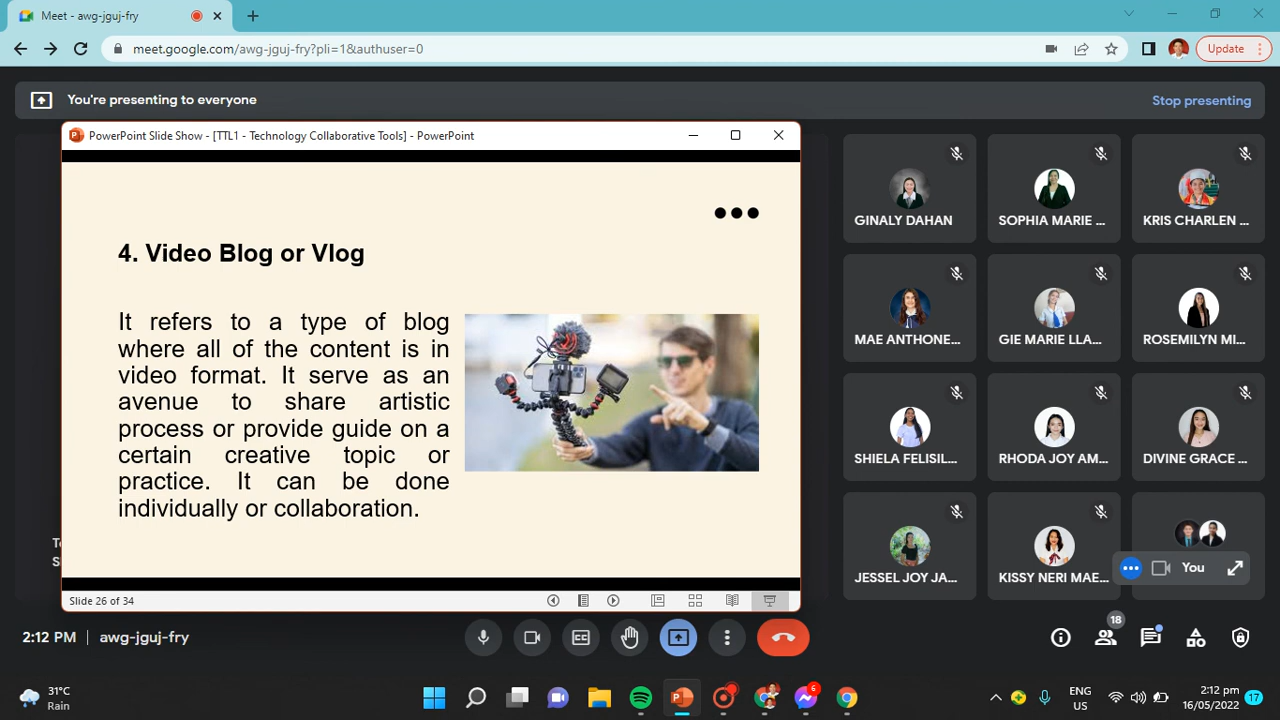 Meet - awg-jguj-fry
meet.google.com/awg-jguj-fry?pli=1&authuser=0
Update
You're presenting to everyone
Stop presenting
PowerPoint Slide Show - [TTL1 - Technology Collaborative Tools] - PowerPoint
4. Video Blog or Vlog
It refers to a type of blog
where all of the content is in
video format. It serve as an
avenue to share artistic
process or provide guide on a
certain creative topic or
practice. It can be done
individually or collaboration.
Slide 26 of 34
GINALY DAHAN
SOPHIA MARIE ...
KRIS CHARLEN ...
MAE ANTHONE...
GIE MARIE LLA...
ROSEMILYN MI...
SHIELA FELISIL...
RHODA JOY AM...
DIVINE GRACE ...
JESSEL JOY JA...
KISSY NERI MAE...
You
2:12 PM
awg-jguj-fry
CC
18
31°C
Rain
6
ENG
US
2:12 pm
16/05/2022
17